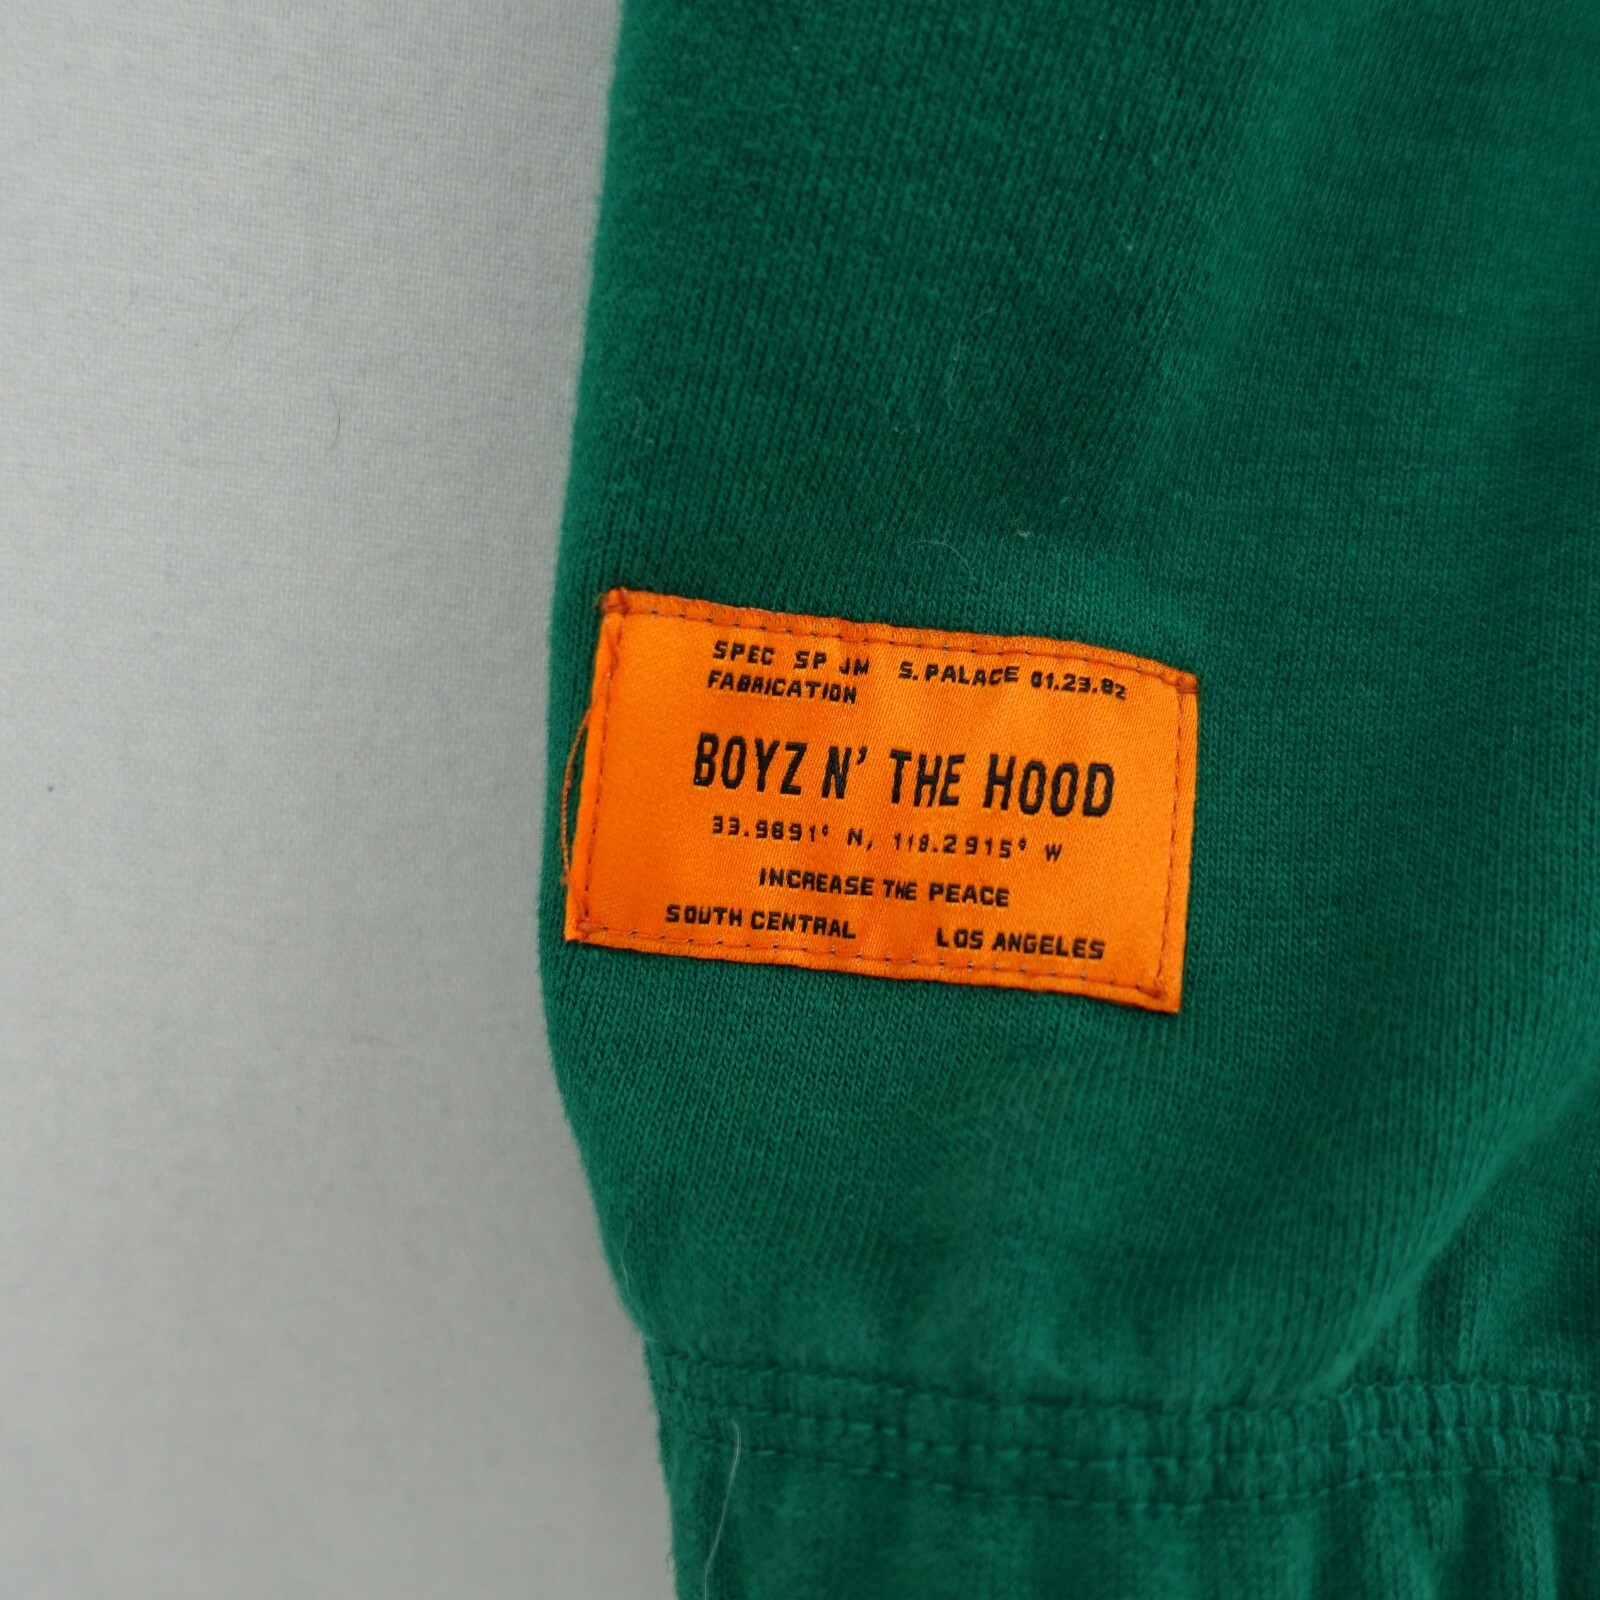 SPEC SP JM S. PALACE 01.23.82
FABRICATION
BOYZ N' THE HOOD
33.9891° N, 118.2915° W
INCREASE THE PEACE
SOUTH CENTRAL LOS ANGELES